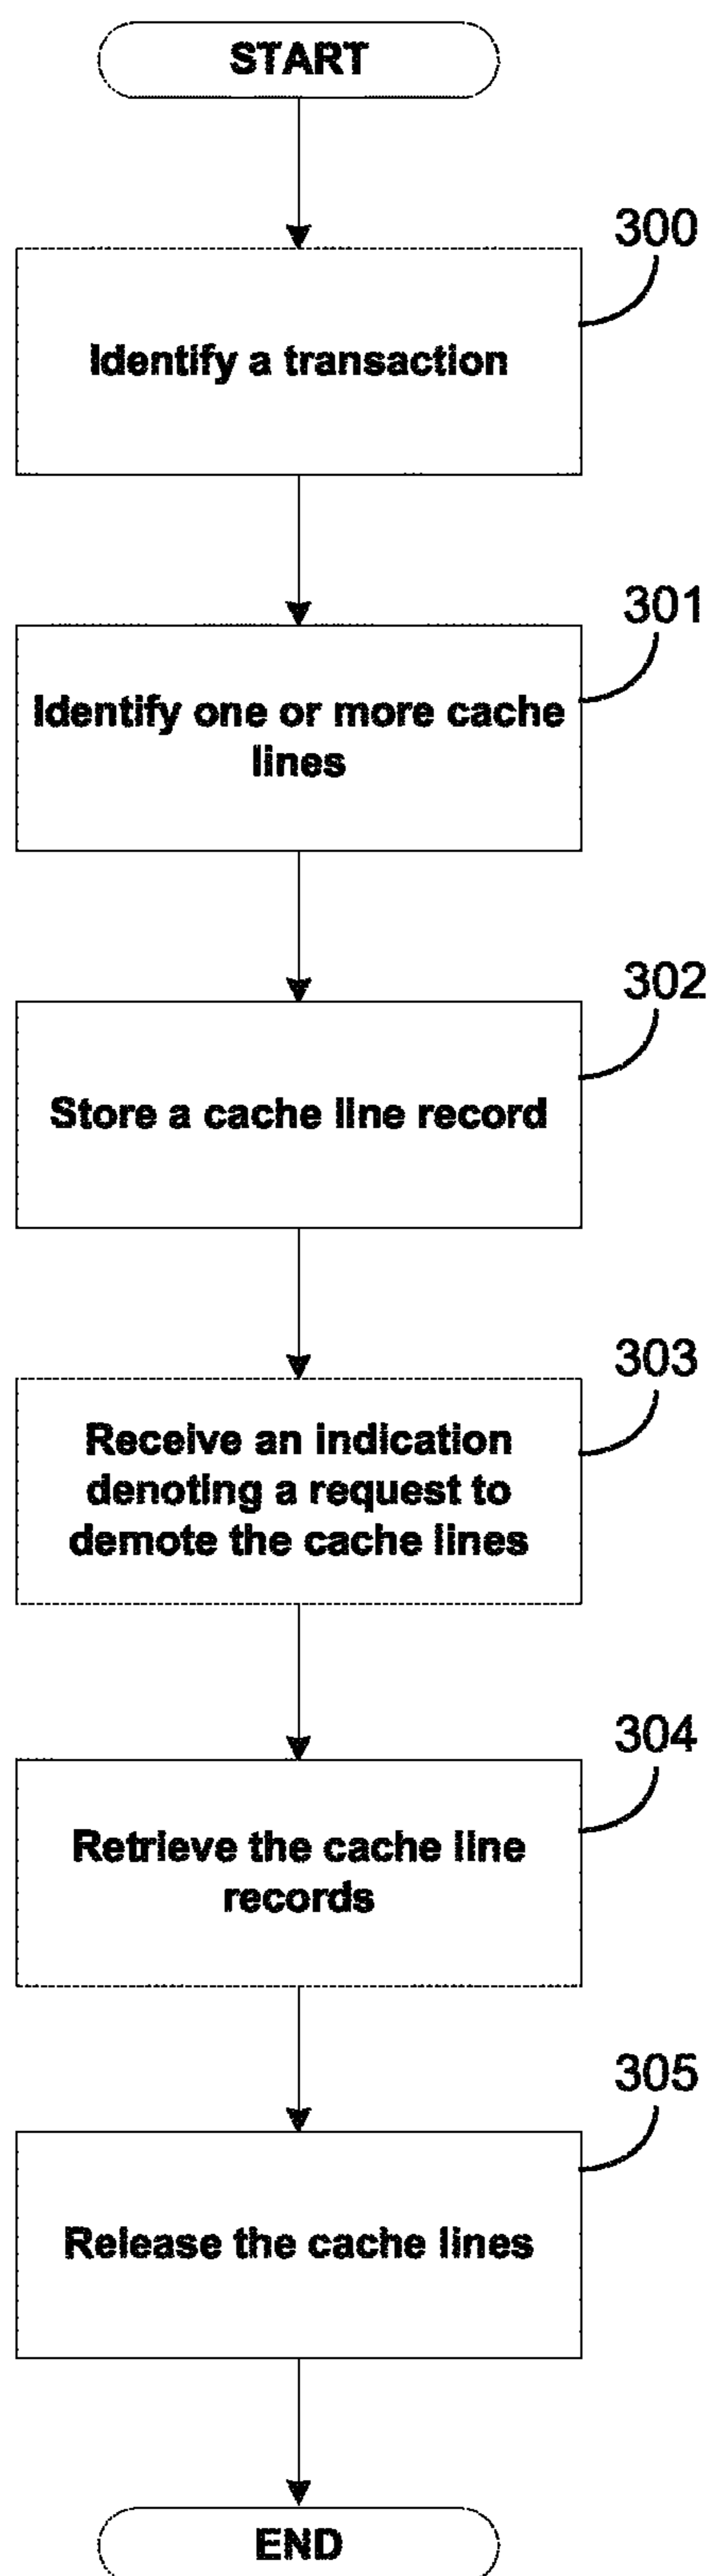 START
300
Identify a transaction
301
Identify one or more cache
lines
302
Store a cache line record
303
Receive an indication
denoting a request to
demote the cache lines
304
Retrieve the cache line
records
305
Release the cache lines
END